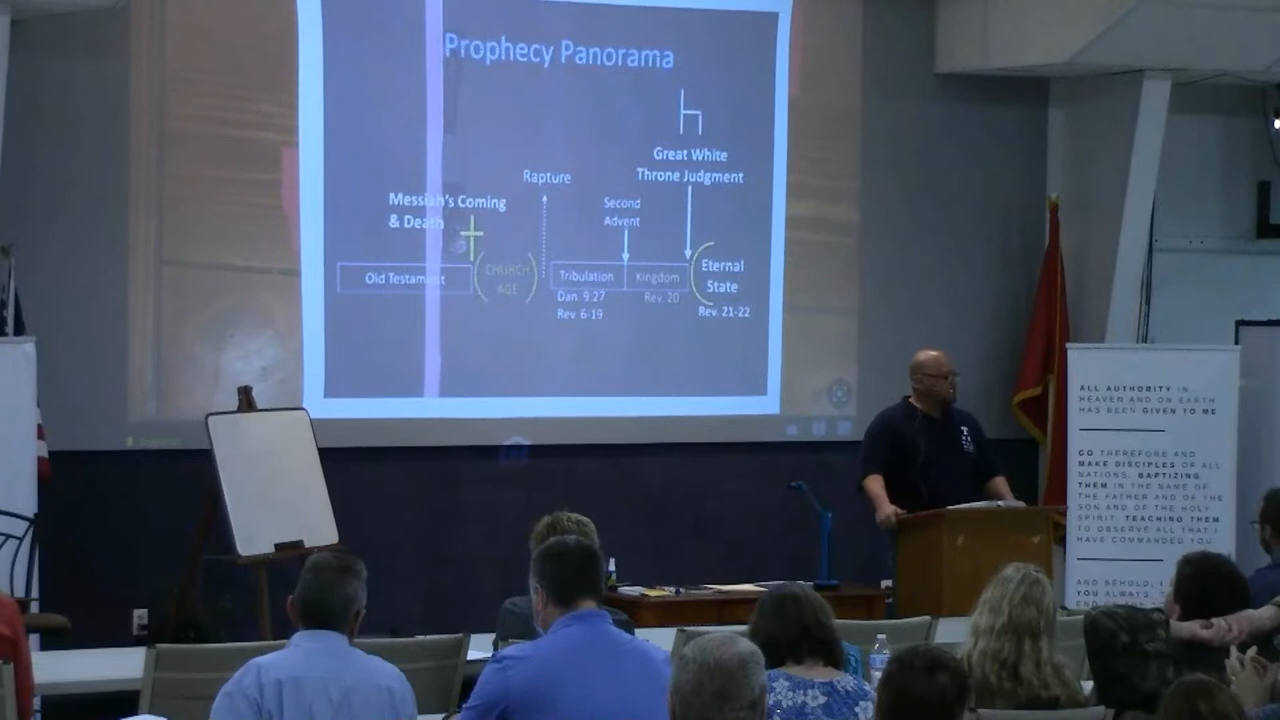 Prophecy Panorama
Great White
Throne Judgment
Rapture
Messiah's Coming
& Death
Second
Advent
Old Testament
CHURCH
AGE
Tribulation
Kingdom
Eternal
State
Dan 9:27
Rev 6-19
Rev. 20
Rev. 21-22
ALL AUTHORITY IN
HEAVEN AND ON EARTH
HAS BEEN GIVEN TO ME
GO THEREFORE AND
MAKE DISCIPLES OF ALL
NATIONS, BAPTIZING
THEM IN THE NAME OF
THE FATHER AND OF THE
SON AND OF THE HOLY
SPIRIT, TEACHING THEM
TO OBSERVE ALL THAT I
HAVE COMMANDED YOU
AND BEHOLD, I
YOU ALWAYS,